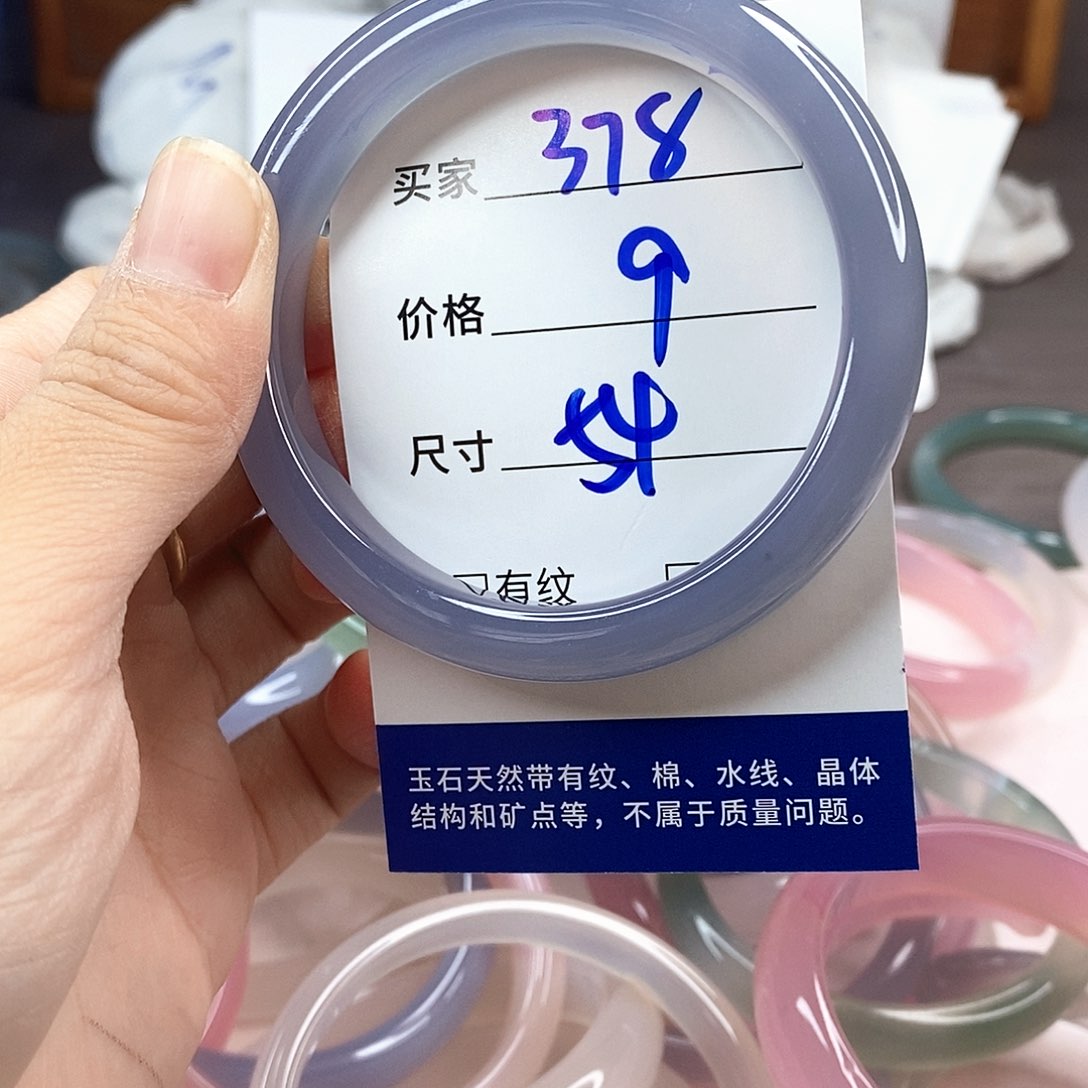 买家 378
价格 9
尺寸 54
有纹
玉石天然带有纹、棉、水线、晶体
结构和矿点等，不属于质量问题。